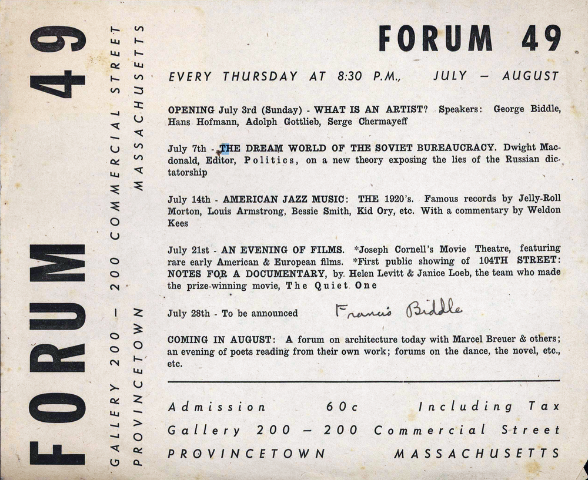 FORUM 49
GALLERY 200 — 200 COMMERCIAL STREET
PROVINCETOWN MASSACHUSETTS
FORUM 49
EVERY THURSDAY AT 8:30 P.M., JULY — AUGUST
OPENING July 3rd (Sunday) - WHAT IS AN ARTIST? Speakers: George Biddle,
Hans Hofmann, Adolph Gottlieb, Serge Chermayeff
July 7th - THE DREAM WORLD OF THE SOVIET BUREAUCRACY. Dwight Mac-
donald, Editor, Politics, on a new theory exposing the lies of the Russian dic-
tatorship
July 14th - AMERICAN JAZZ MUSIC: THE 1920's. Famous records by Jelly-Roll
Morton, Louis Armstrong, Bessie Smith, Kid Ory, etc. With a commentary by Weldon
Kees
July 21st - AN EVENING OF FILMS. *Joseph Cornell's Movie Theatre, featuring
rare early American & European films. *First public showing of 104TH STREET:
NOTES FOR A DOCUMENTARY, by Helen Levitt & Janice Loeb, the team who made
the prize-winning movie, The Quiet One
July 28th - To be announced Francis Biddle
COMING IN AUGUST: A forum on architecture today with Marcel Breuer & others;
an evening of poets reading from their own work; forums on the dance, the novel, etc.,
etc.
Admission 60c Including Tax
Gallery 200 — 200 Commercial Street
PROVINCETOWN MASSACHUSETTS